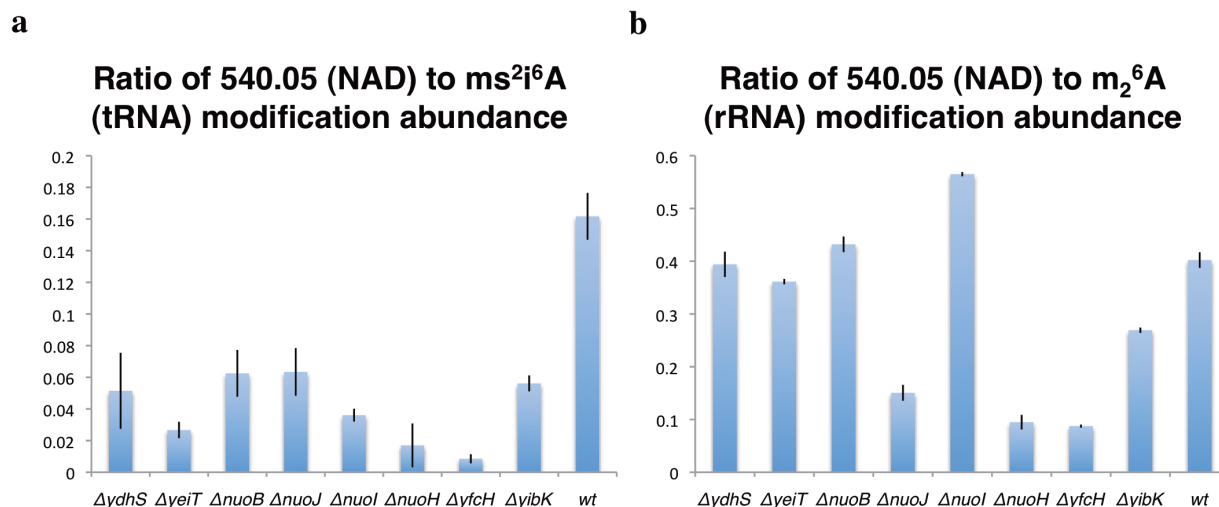 a
Ratio of 540.05 (NAD) to ms²i⁶A
(tRNA) modification abundance
0.2
0.18
0.16
0.14
0.12
0.1
0.08
0.06
0.04
0.02
0
ΔydhS ΔyeiT ΔnuoB ΔnuoJ ΔnuoI ΔnuoH ΔyfcH ΔyibK wt
b
Ratio of 540.05 (NAD) to m₂⁶A
(rRNA) modification abundance
0.6
0.5
0.4
0.3
0.2
0.1
0
ΔydhS ΔyeiT ΔnuoB ΔnuoJ ΔnuoI ΔnuoH ΔyfcH ΔyibK wt